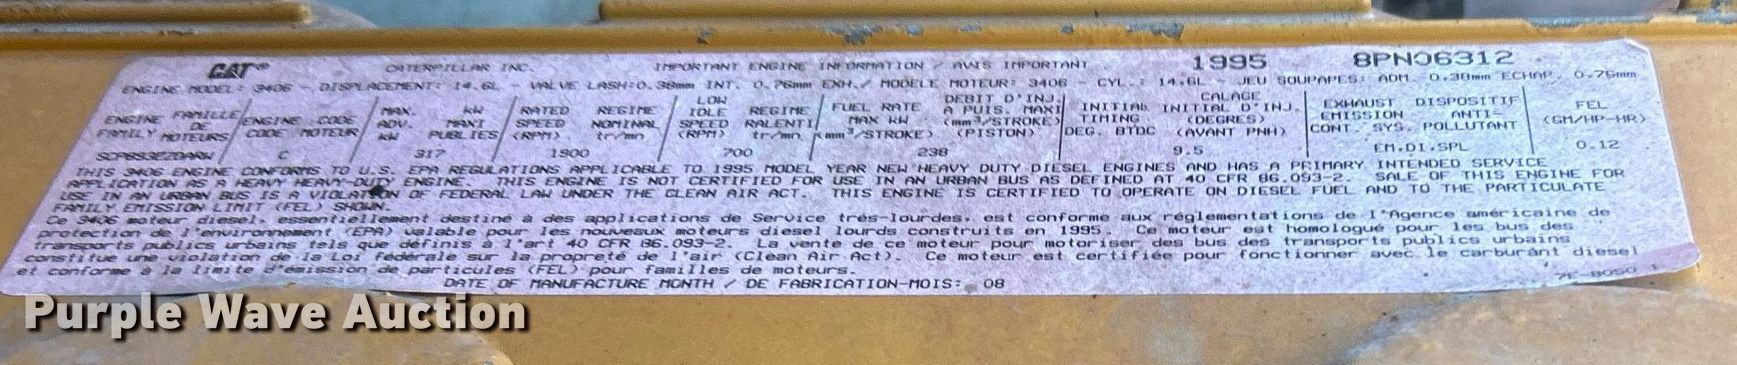 CAT® CATERPILLAR INC. IMPORTANT ENGINE INFORMATION / AVIS IMPORTANT 1995 8PN06312
ENGINE MODEL: 3406 - DISPLACEMENT: 14.6L - VALVE LASH:0.38mm INT. 0.76mm EXH./ MODELE MOTEUR: 3406 - CYL.: 14.6L - JEU SOUPAPES: ADM. 0.38mm ECHAP. 0.76mm
ENGINE FAMILLE FAMILY DE MOTEURS
ENGINE CODE CODE MOTEUR
MAX. kW ADV. MAXI kW PUBLIES
RATED REGIME SPEED NOMINAL (RPM) tr/mn
LOW IDLE REGIME SPEED RALENTI (RPM) tr/mn
FUEL RATE DEBIT D'INJ. A PUIS. MAXI MAX kW (mm³/STROKE) (mm³/STROKE) (PISTON)
CALAGE INITIAL INITIAL D'INJ. TIMING (DEGRES) DEG. BTDC (AVANT PNH)
EXHAUST DISPOSITIF EMISSION ANTI- CONT. SYS. POLLUTANT
FEL (GM/HP-HR)
SCP893EZDARW C 317 1900 700 238 9.5 EM.DI.SPL 0.12
THIS 3406 ENGINE CONFORMS TO U.S. EPA REGULATIONS APPLICABLE TO 1995 MODEL YEAR NEW HEAVY DUTY DIESEL ENGINES AND HAS A PRIMARY INTENDED SERVICE
APPLICATION AS A HEAVY HEAVY-DUTY ENGINE. THIS ENGINE IS NOT CERTIFIED FOR USE IN AN URBAN BUS AS DEFINED AT 40 CFR 86.093-2. SALE OF THIS ENGINE FOR
USE IN AN URBAN BUS IS A VIOLATION OF FEDERAL LAW UNDER THE CLEAN AIR ACT. THIS ENGINE IS CERTIFIED TO OPERATE ON DIESEL FUEL AND TO THE PARTICULATE
FAMILY EMISSION LIMIT (FEL) SHOWN.
Ce 3406 moteur diesel, essentiellement destiné à des applications de Service très-lourdes, est conforme aux réglementations de l'Agence américaine de
protection de l'environnement (EPA) valable pour les nouveaux moteurs diesel lourds construits en 1995. Ce moteur est homologué pour les bus des
transports publics urbains tels que définis à l'art 40 CFR 86.093-2. La vente de ce moteur pour motoriser des bus des transports publics urbains
constitue une violation de la Loi Fédérale sur la propreté de l'air (Clean Air Act). Ce moteur est certifiée pour fonctionner avec le carburant diesel
et conforme à la limite d'émission de particules (FEL) pour familles de moteurs.
DATE OF MANUFACTURE MONTH / DE FABRICATION-MOIS: 08
7E-8050 1
Purple Wave Auction